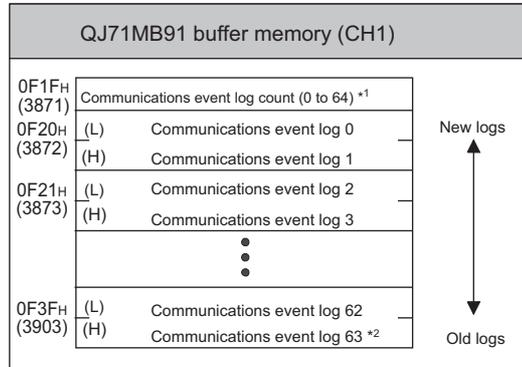 QJ71MB91 buffer memory (CH1)
0F1FH
(3871)
Communications event log count (0 to 64) *1
0F20H
(3872)
(L) Communications event log 0
(H) Communications event log 1
0F21H
(3873)
(L) Communications event log 2
(H) Communications event log 3
0F3FH
(3903)
(L) Communications event log 62
(H) Communications event log 63 *2
New logs
Old logs